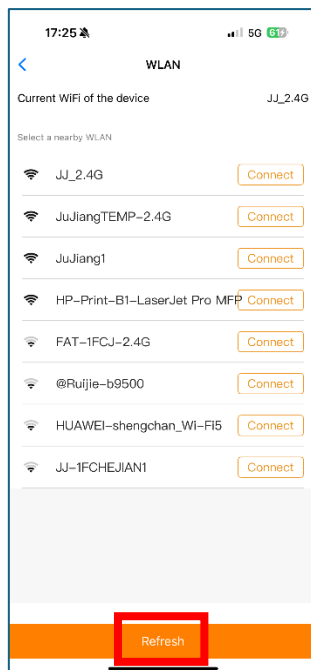 17:25 5G 61
WLAN
Current WiFi of the device JJ_2.4G
Select a nearby WLAN
JJ_2.4G Connect
JuJiangTEMP-2.4G Connect
JuJiang1 Connect
HP-Print-B1-LaserJet Pro MFP Connect
FAT-1FCJ-2.4G Connect
@Ruijie-b9500 Connect
HUAWEI-shengchan_Wi-Fi5 Connect
JJ-1FCHEJIAN1 Connect
Refresh